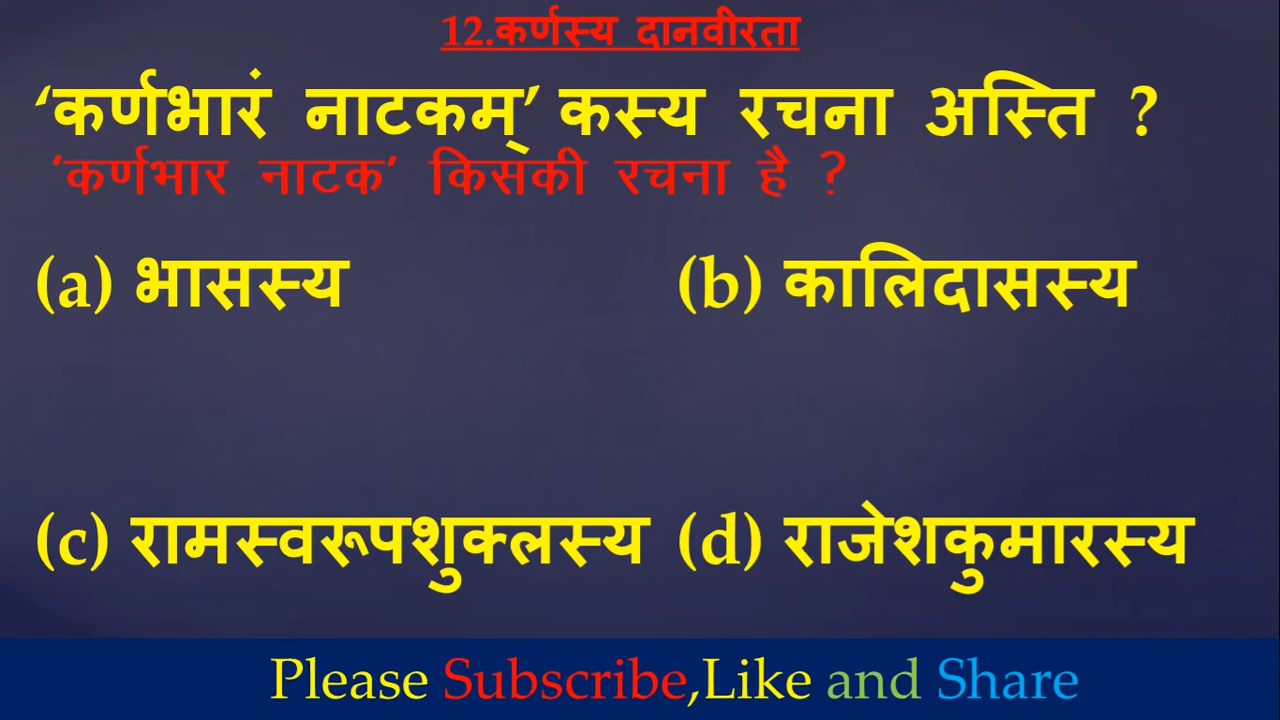 12.कर्णस्य दानवीरता
‘कर्णभारं नाटकम्’ कस्य रचना अस्ति ?
‘कर्णभार नाटक’ किसकी रचना है ?
(a) भासस्य (b) कालिदासस्य
(c) रामस्वरूपशुक्लस्य (d) राजेशकुमारस्य
Please Subscribe,Like and Share